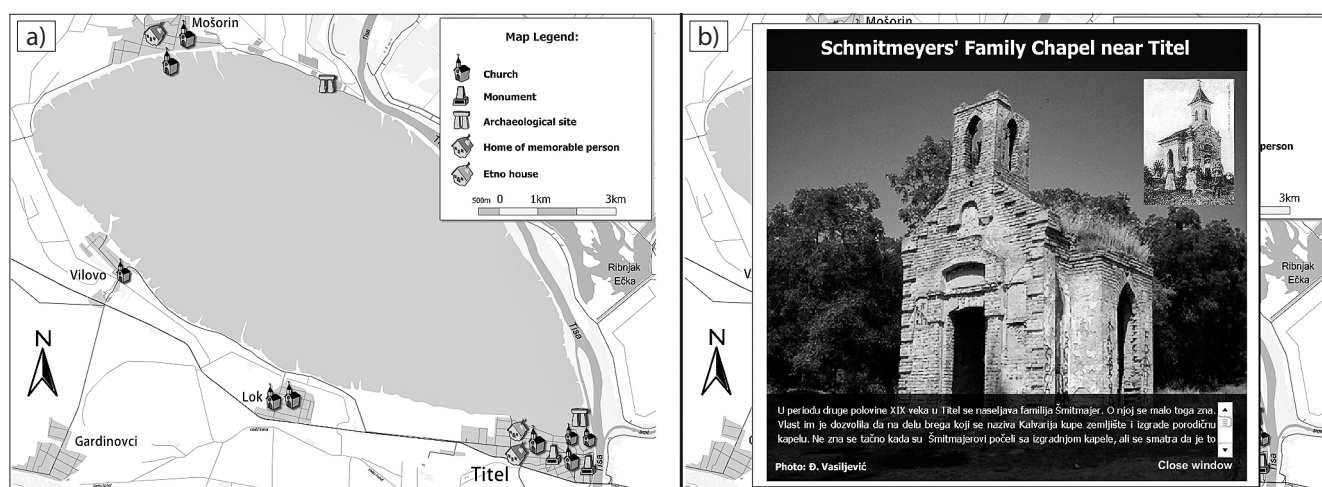 a)
Mošorin
Tisa
Map Legend:
Church
Monument
Archaeological site
Home of memorable person
Etno house
500m 0 1km 3km
Vilovo
Ribnjak
Ečka
Tisa
N
Lok
Gardinovci
Titel
Tisa
b)
Mošorin
Schmitmeyers' Family Chapel near Titel
person
3km
V
Ribnjak
Ečka
N
U periodu druge polovine XIX veka u Titel se naseljava familija Šmitmajer. O njoj se malo toga zna.
Vlast im je dozvolila da na delu brega koji se naziva Kalvarija kupe zemljište i izgrade porodičnu
kapelu. Ne zna se tačno kada su Šmitmajerovi počeli sa izgradnjom kapele, ali se smatra da je to
Photo: Đ. Vasiljević
Close window